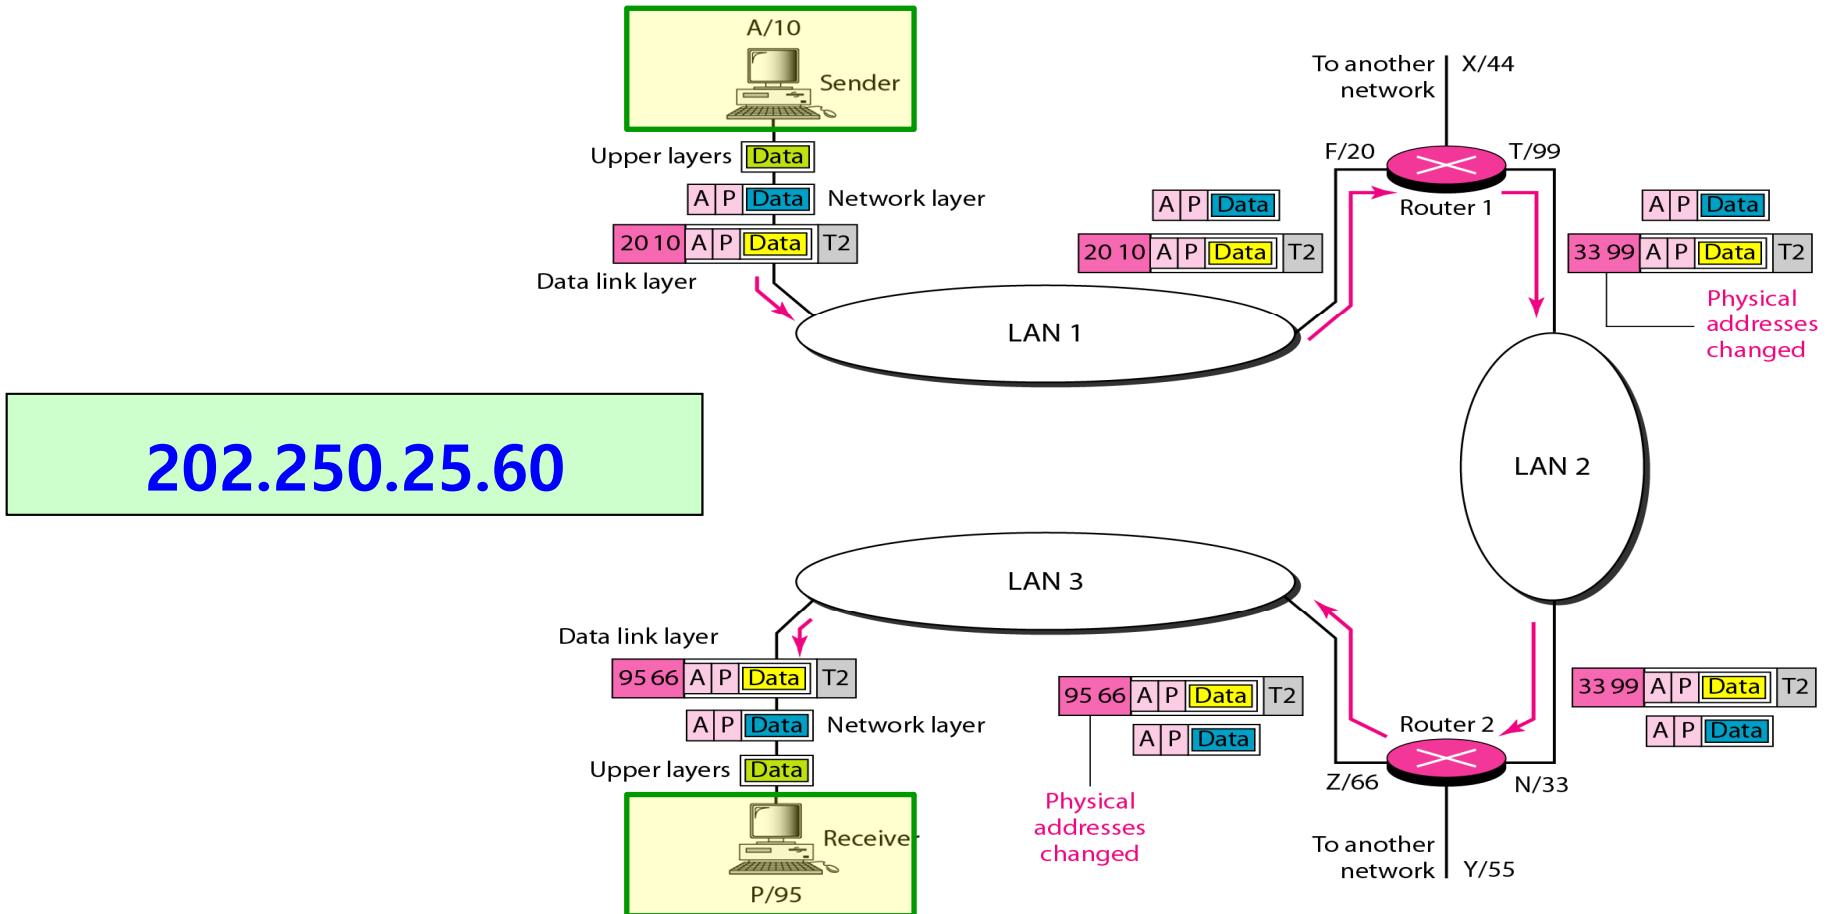 A/10
Sender
Upper layers Data
A P Data Network layer
20 10 A P Data T2
Data link layer
LAN 1
To another
network
X/44
F/20
T/99
Router 1
A P Data
20 10 A P Data T2
A P Data
33 99 A P Data T2
Physical
addresses
changed
LAN 2
202.250.25.60
LAN 3
33 99 A P Data T2
A P Data
Router 2
Z/66
N/33
To another
network
Y/55
95 66 A P Data T2
A P Data
Physical
addresses
changed
Data link layer
95 66 A P Data T2
A P Data Network layer
Upper layers Data
Receiver
P/95